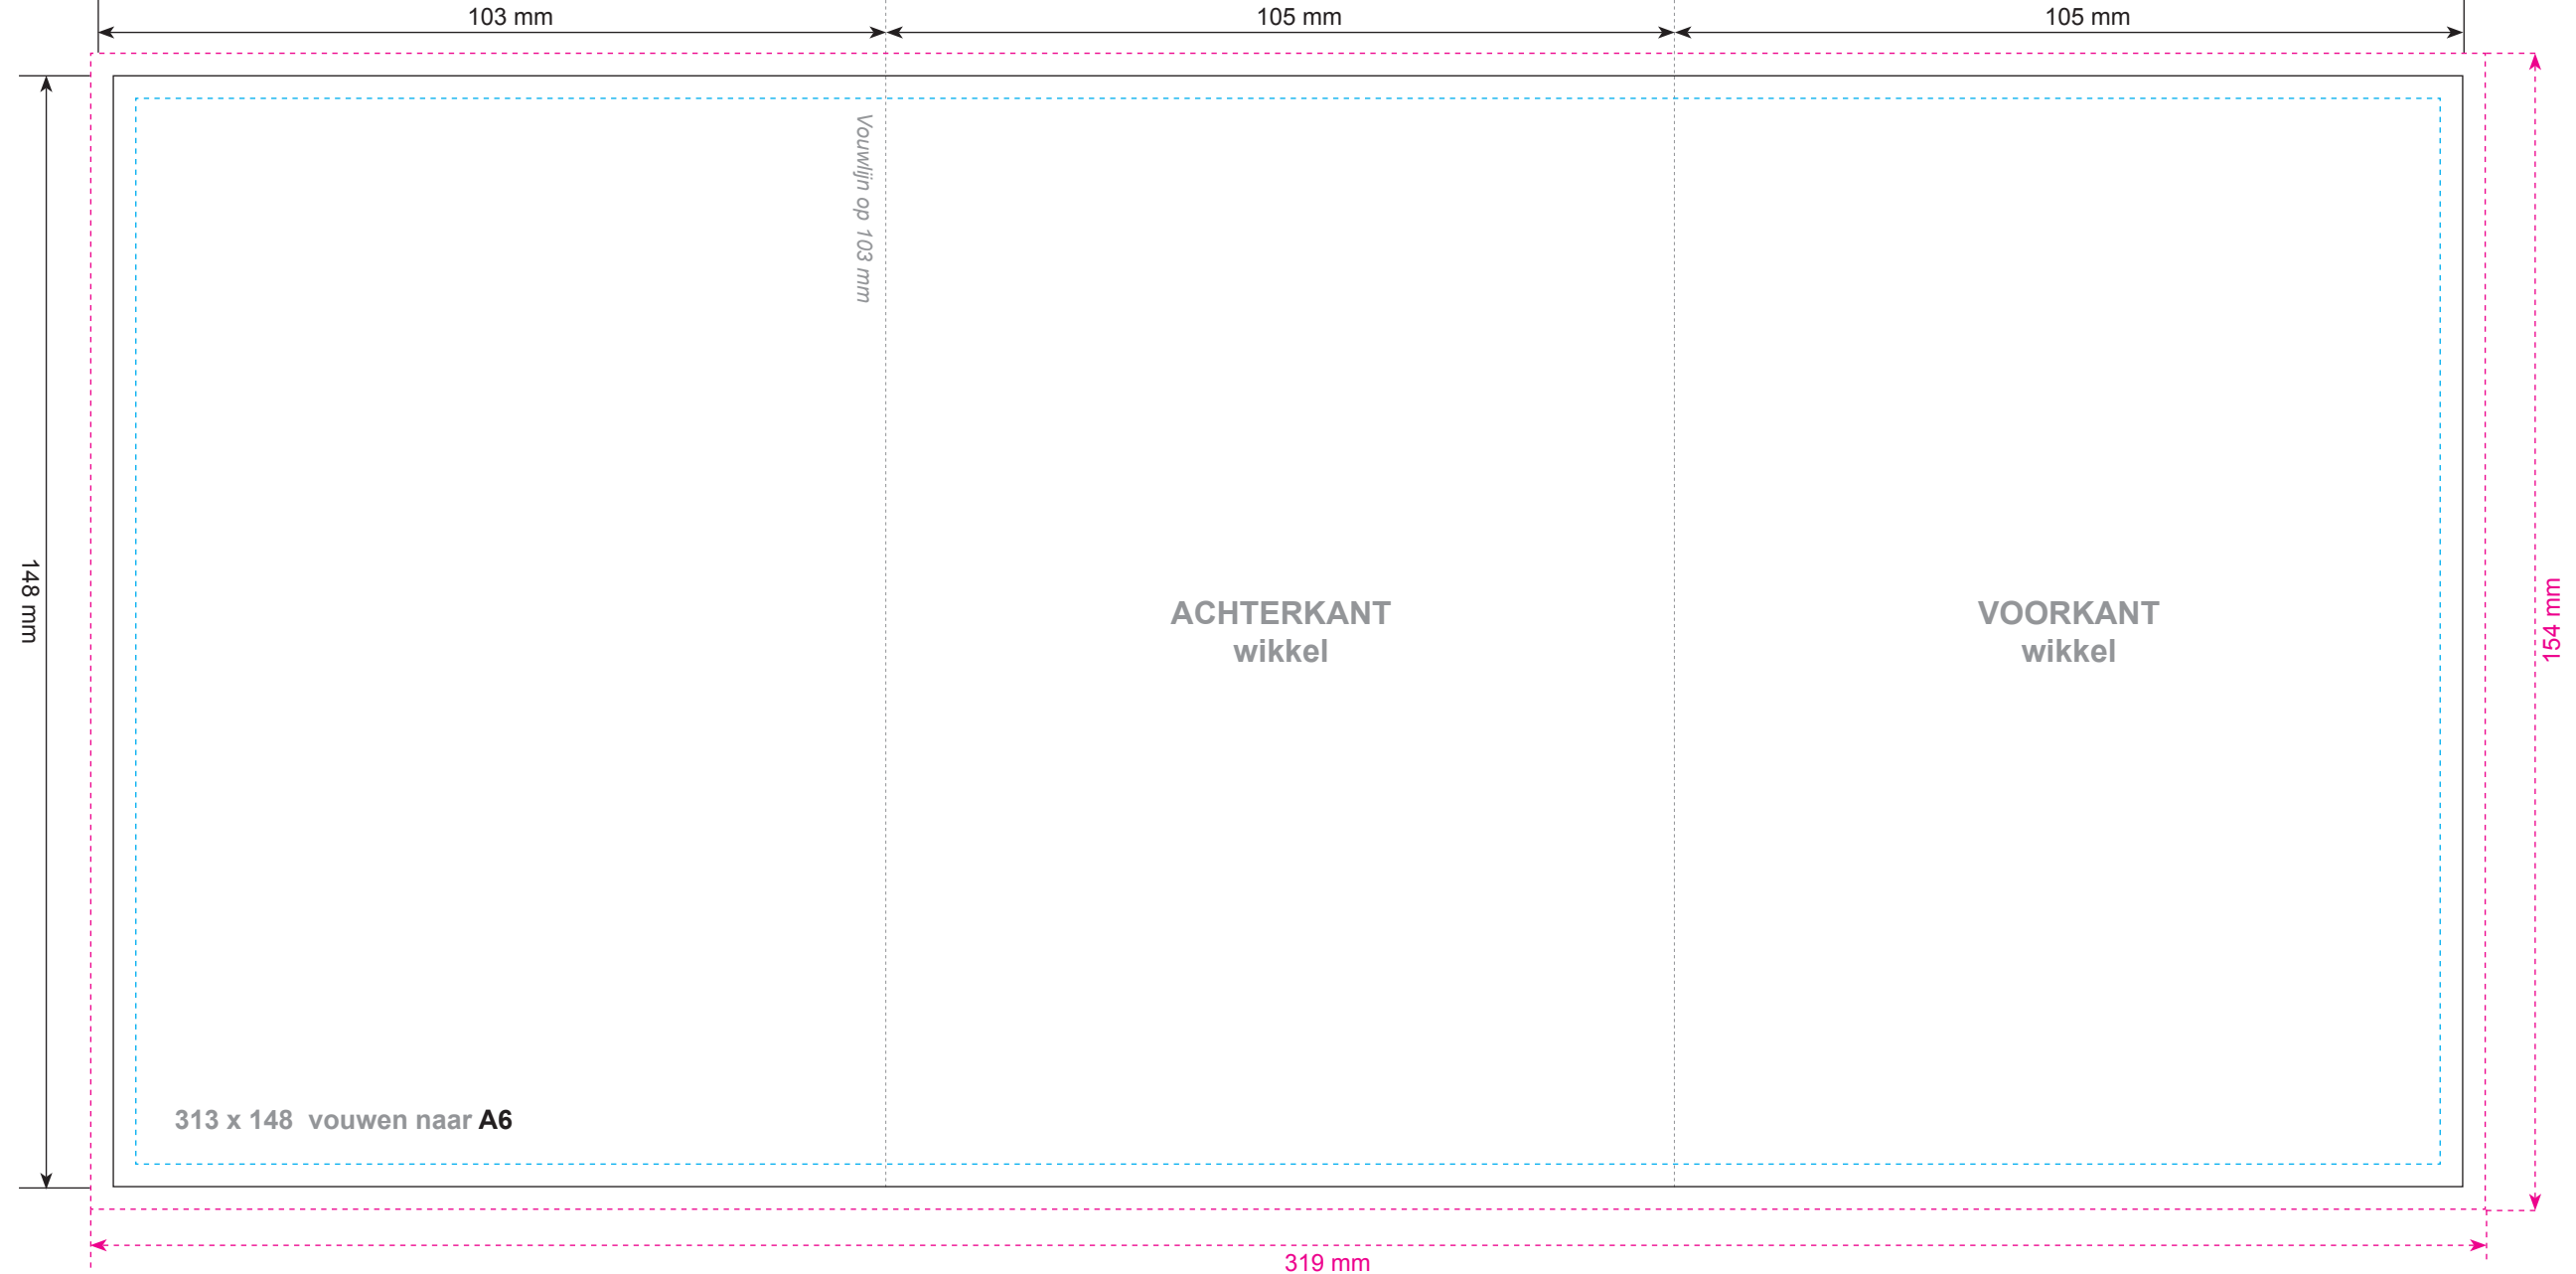 103 mm
105 mm
105 mm
Vouwlijn op 103 mm
148 mm
ACHTERKANT
wikkel
VOORKANT
wikkel
154 mm
313 x 148 vouwen naar A6
319 mm